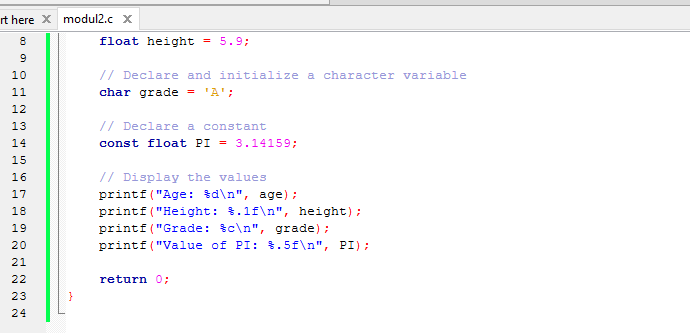 rt here X modul2.c X
8 float height = 5.9;
9
10 // Declare and initialize a character variable
11 char grade = 'A';
12
13 // Declare a constant
14 const float PI = 3.14159;
15
16 // Display the values
17 printf("Age: %d\n", age);
18 printf("Height: %.1f\n", height);
19 printf("Grade: %c\n", grade);
20 printf("Value of PI: %.5f\n", PI);
21
22 return 0;
23 }
24